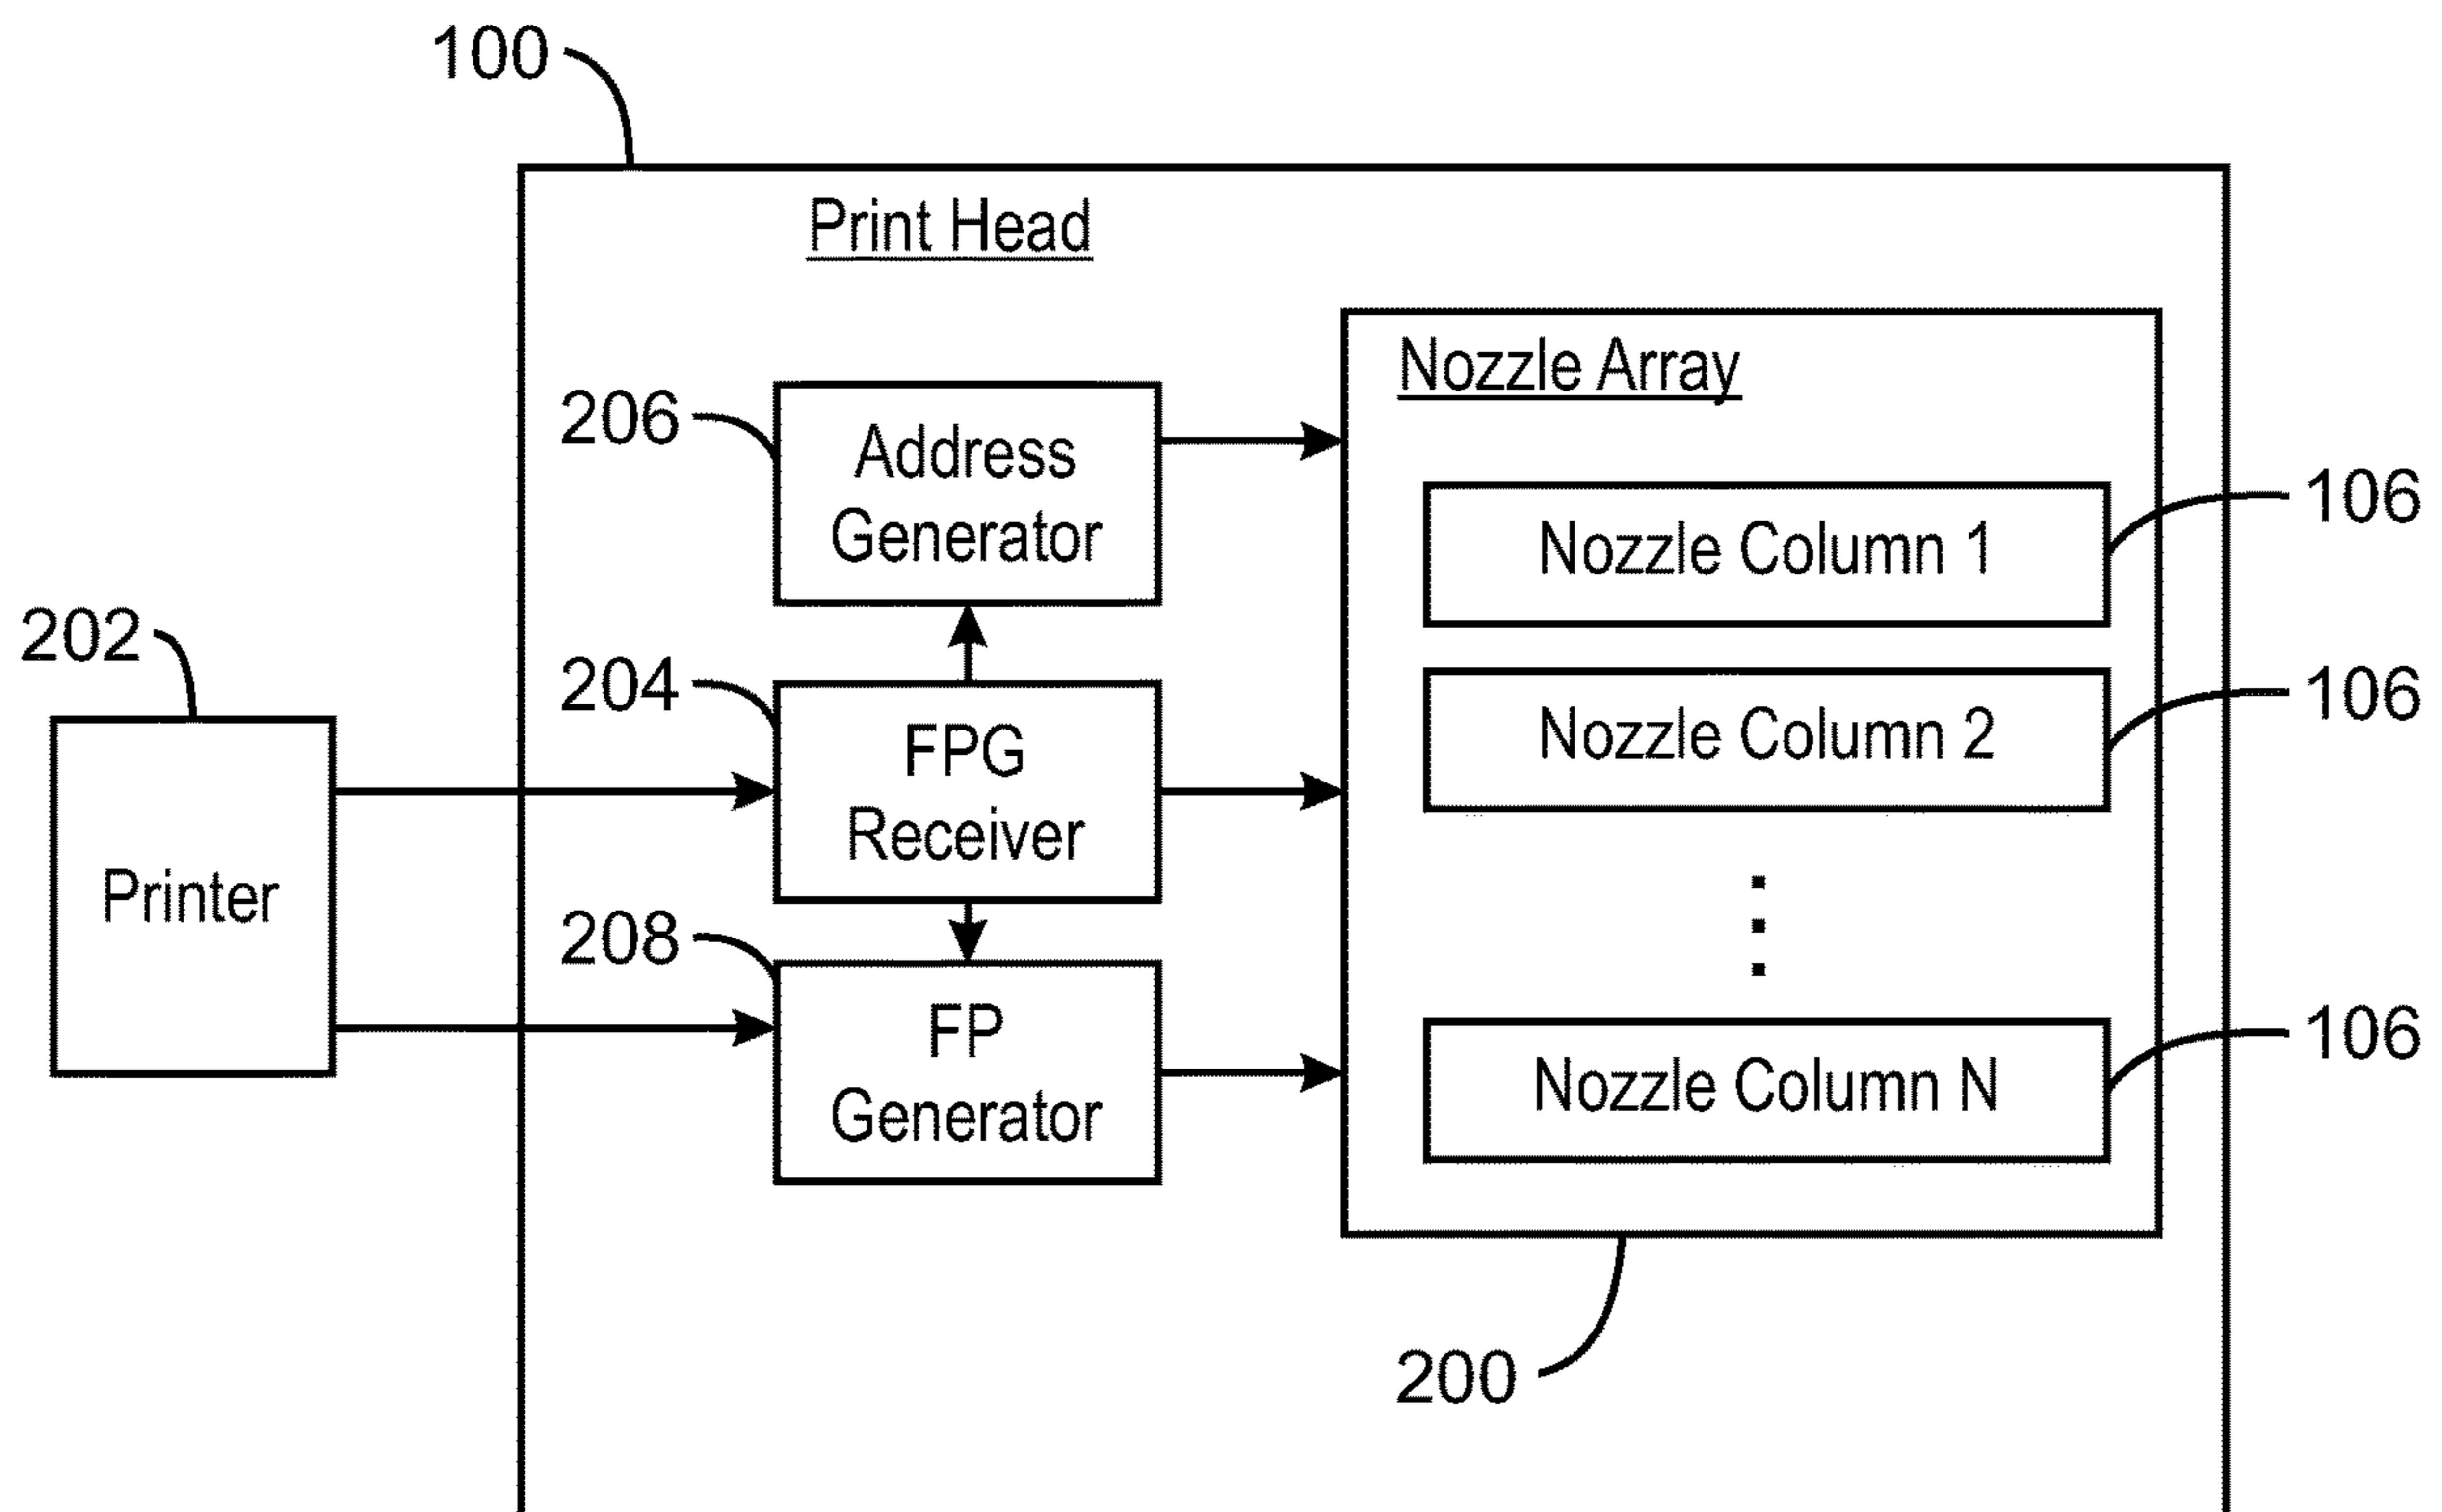 100
Print Head
Nozzle Array
206
Address
Generator
Nozzle Column 1
106
202
204
FPG
Receiver
Nozzle Column 2
106
Printer
208
FP
Generator
Nozzle Column N
106
200